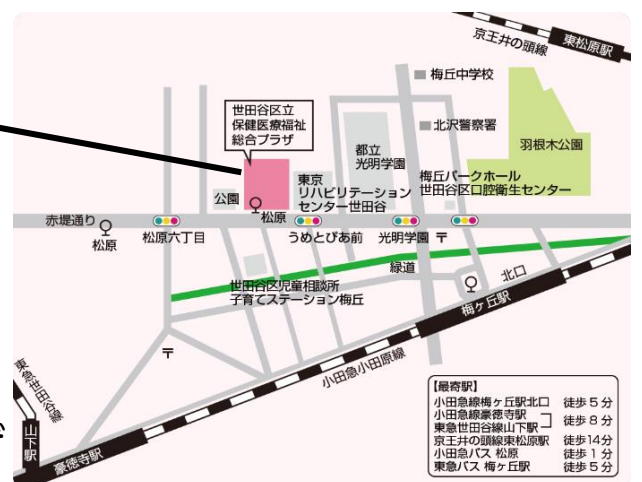 京王井の頭線
東松原駅
梅丘中学校
世田谷区立
保健医療福祉
総合プラザ
北沢警察署
羽根木公園
都立
光明学園
梅丘パークホール
世田谷区口腔衛生センター
東京
リハビリテーション
センター世田谷
公園
松原
赤堤通り
松原
松原六丁目
うめとぴあ前
光明学園
緑道
北口
世田谷区児童相談所
子育てステーション梅丘
梅ヶ丘駅
小田急小田原線
東急世田谷線
山下駅
豪徳寺駅
【最寄駅】
小田急線梅ヶ丘駅北口 徒歩5分
小田急線豪徳寺駅
東急世田谷線山下駅 徒歩8分
京王井の頭線東松原駅 徒歩14分
小田急バス 松原 徒歩1分
東急バス 梅ヶ丘駅 徒歩5分